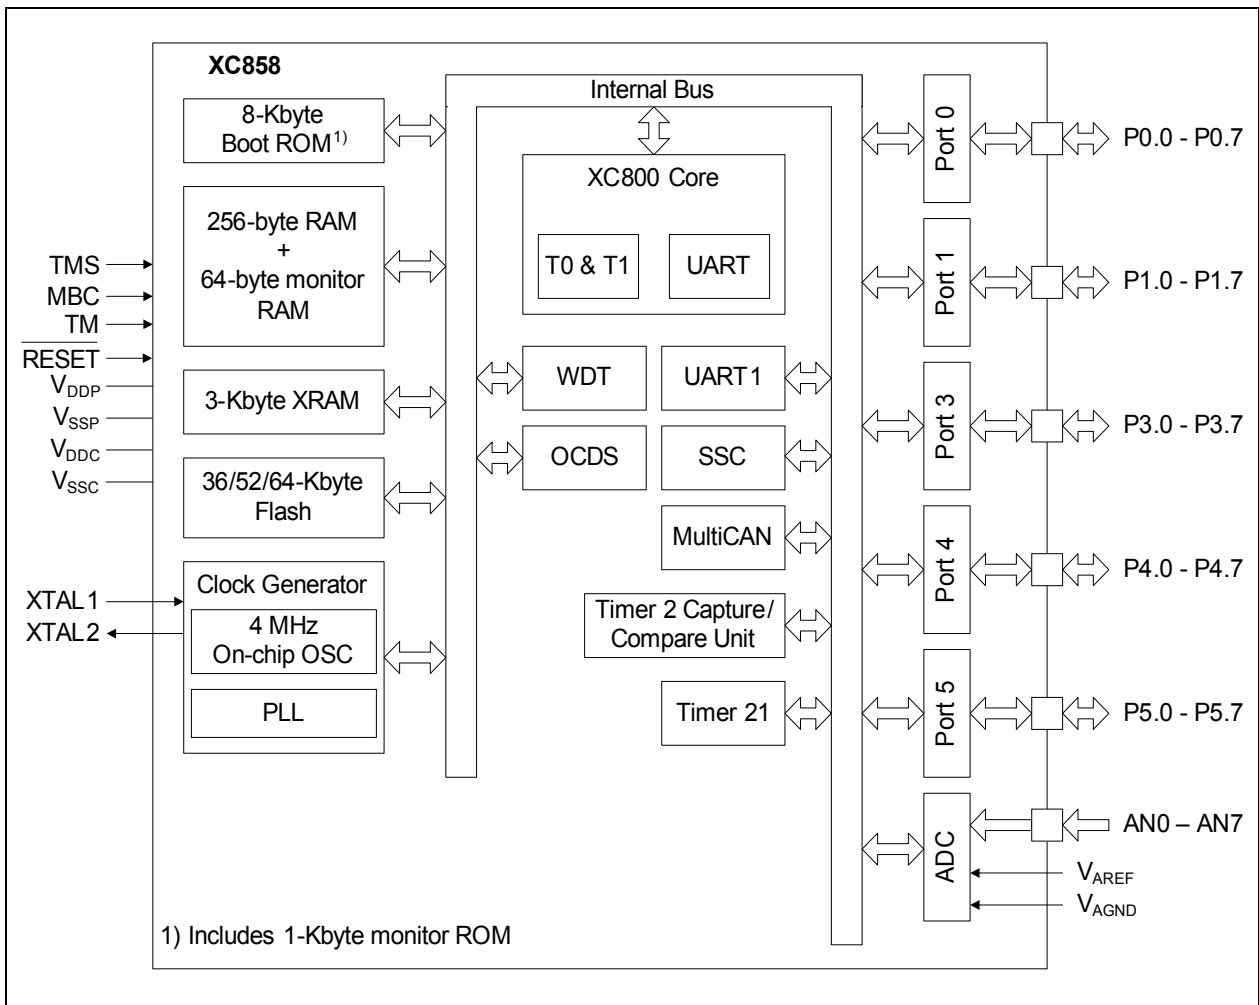 XC858
Internal Bus
8-Kbyte
Boot ROM1)
256-byte RAM
+
64-byte monitor
RAM
3-Kbyte XRAM
36/52/64-Kbyte
Flash
Clock Generator
4 MHz
On-chip OSC
PLL
TMS
MBC
TM
RESET
VDDP
VSSP
VDDC
VSSC
XTAL1
XTAL2
XC800 Core
T0 & T1
UART
WDT
UART1
OCDS
SSC
MultiCAN
Timer 2 Capture/
Compare Unit
Timer 21
Port 0
P0.0 - P0.7
Port 1
P1.0 - P1.7
Port 3
P3.0 - P3.7
Port 4
P4.0 - P4.7
Port 5
P5.0 - P5.7
ADC
AN0 – AN7
VAREF
VAGND
1) Includes 1-Kbyte monitor ROM